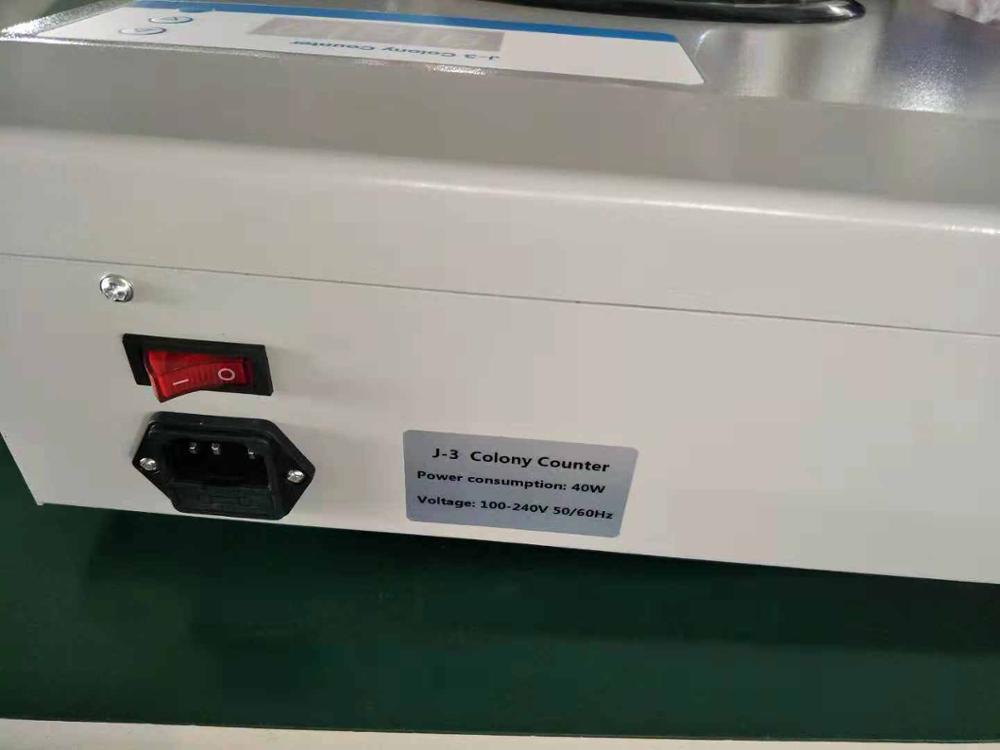 J-3 Colony Counter
I O
J-3 Colony Counter
Power consumption: 40W
Voltage: 100-240V 50/60Hz